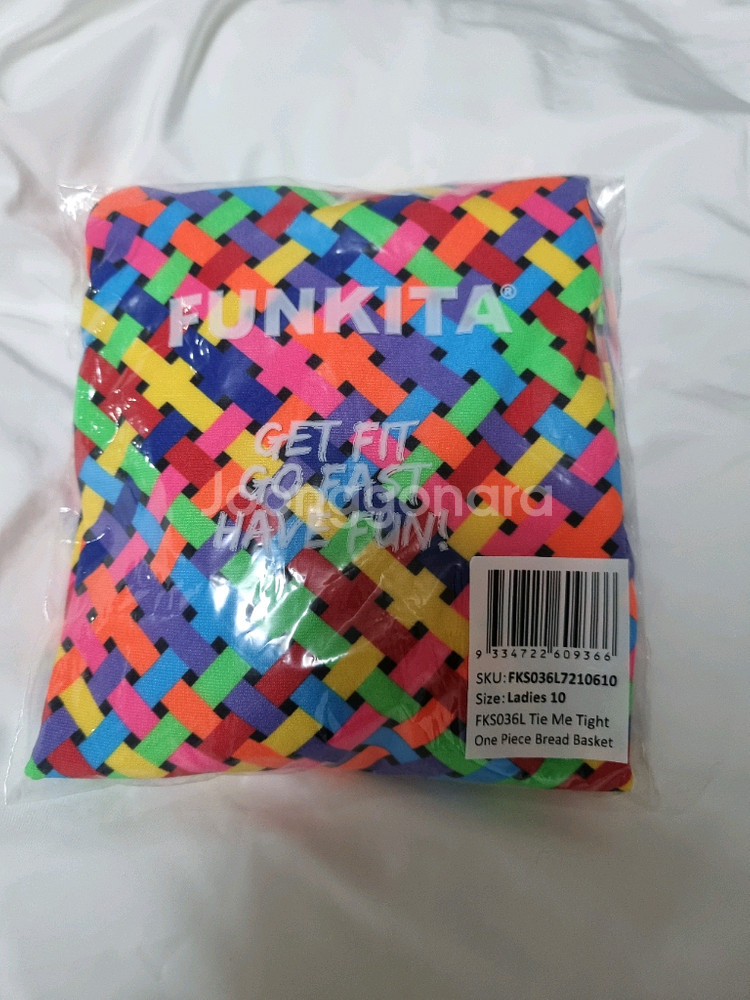 FUNKITA®
GET FIT
GO FAST
HAVE FUN!
Joonggonara
9 334722 609366
SKU: FKS036L7210610
Size: Ladies 10
FKS036L Tie Me Tight
One Piece Bread Basket